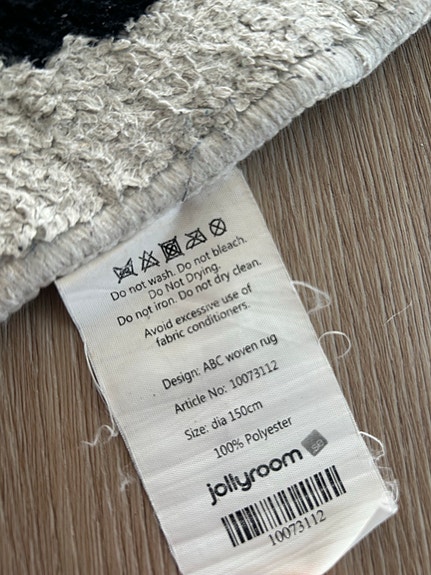 Do not wash. Do not bleach.
Do Not Drying.
Do not iron. Do not dry clean.
Avoid excessive use of
fabric conditioners.
Design: ABC woven rug
Article No: 10073112
Size: dia 150cm
100% Polyester
jollyroom
10073112